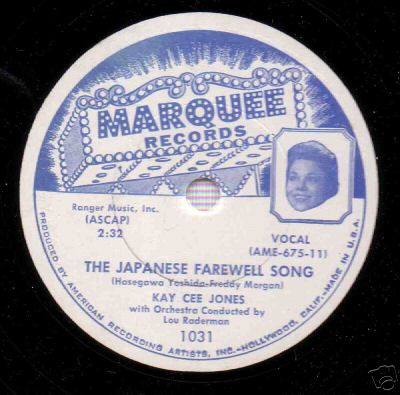 MARQUEE
RECORDS
Ranger Music, Inc.
(ASCAP)
2:32
VOCAL
(AME-675-11)
THE JAPANESE FAREWELL SONG
(Hasegawa Yoshida-Freddy Morgan)
KAY CEE JONES
with Orchestra Conducted by
Lou Raderman
1031
PRODUCED BY AMERICAN RECORDING ARTISTS, INC.-HOLLYWOOD, CALIF.-MADE IN U.S.A.